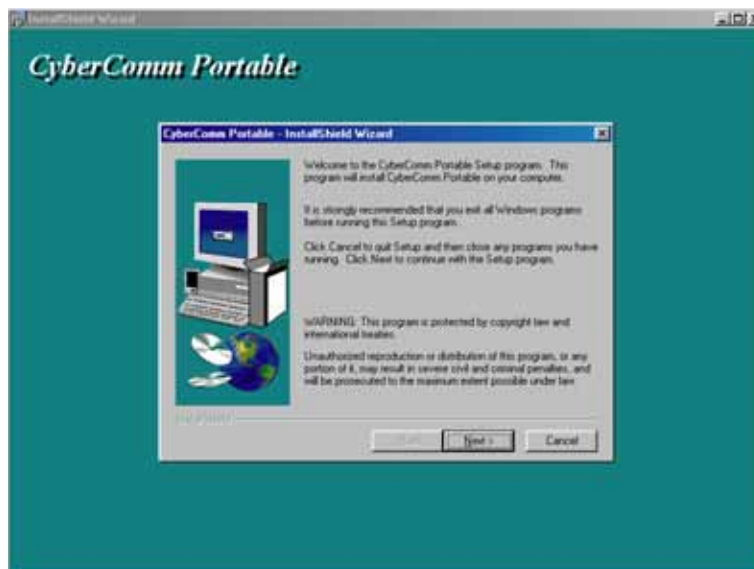 InstallShield Wizard
CyberComm Portable
CyberComm Portable - InstallShield Wizard
Welcome to the CyberComm Portable Setup program. This
program will install CyberComm Portable on your computer.
It is strongly recommended that you exit all Windows programs
before running this Setup program.
Click Cancel to quit Setup and then close any programs you have
running. Click Next to continue with the Setup program.
WARNING: This program is protected by copyright law and
international treaties.
Unauthorized reproduction or distribution of this program, or any
portion of it, may result in severe civil and criminal penalties, and
will be prosecuted to the maximum extent possible under law.
InstallShield
Next >
Cancel